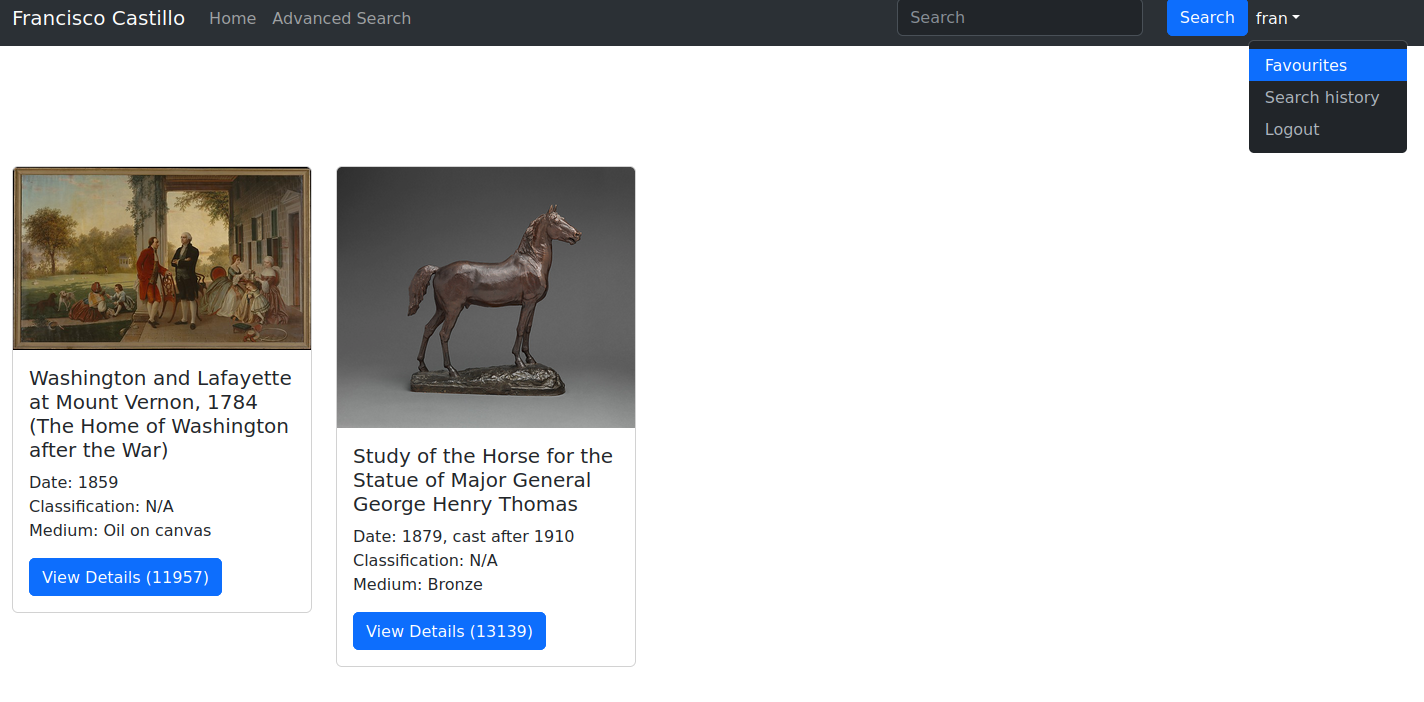 Francisco Castillo Home Advanced Search Search Search fran
Favourites
Search history
Logout
Washington and Lafayette
at Mount Vernon, 1784
(The Home of Washington
after the War)
Date: 1859
Classification: N/A
Medium: Oil on canvas
View Details (11957)
Study of the Horse for the
Statue of Major General
George Henry Thomas
Date: 1879, cast after 1910
Classification: N/A
Medium: Bronze
View Details (13139)